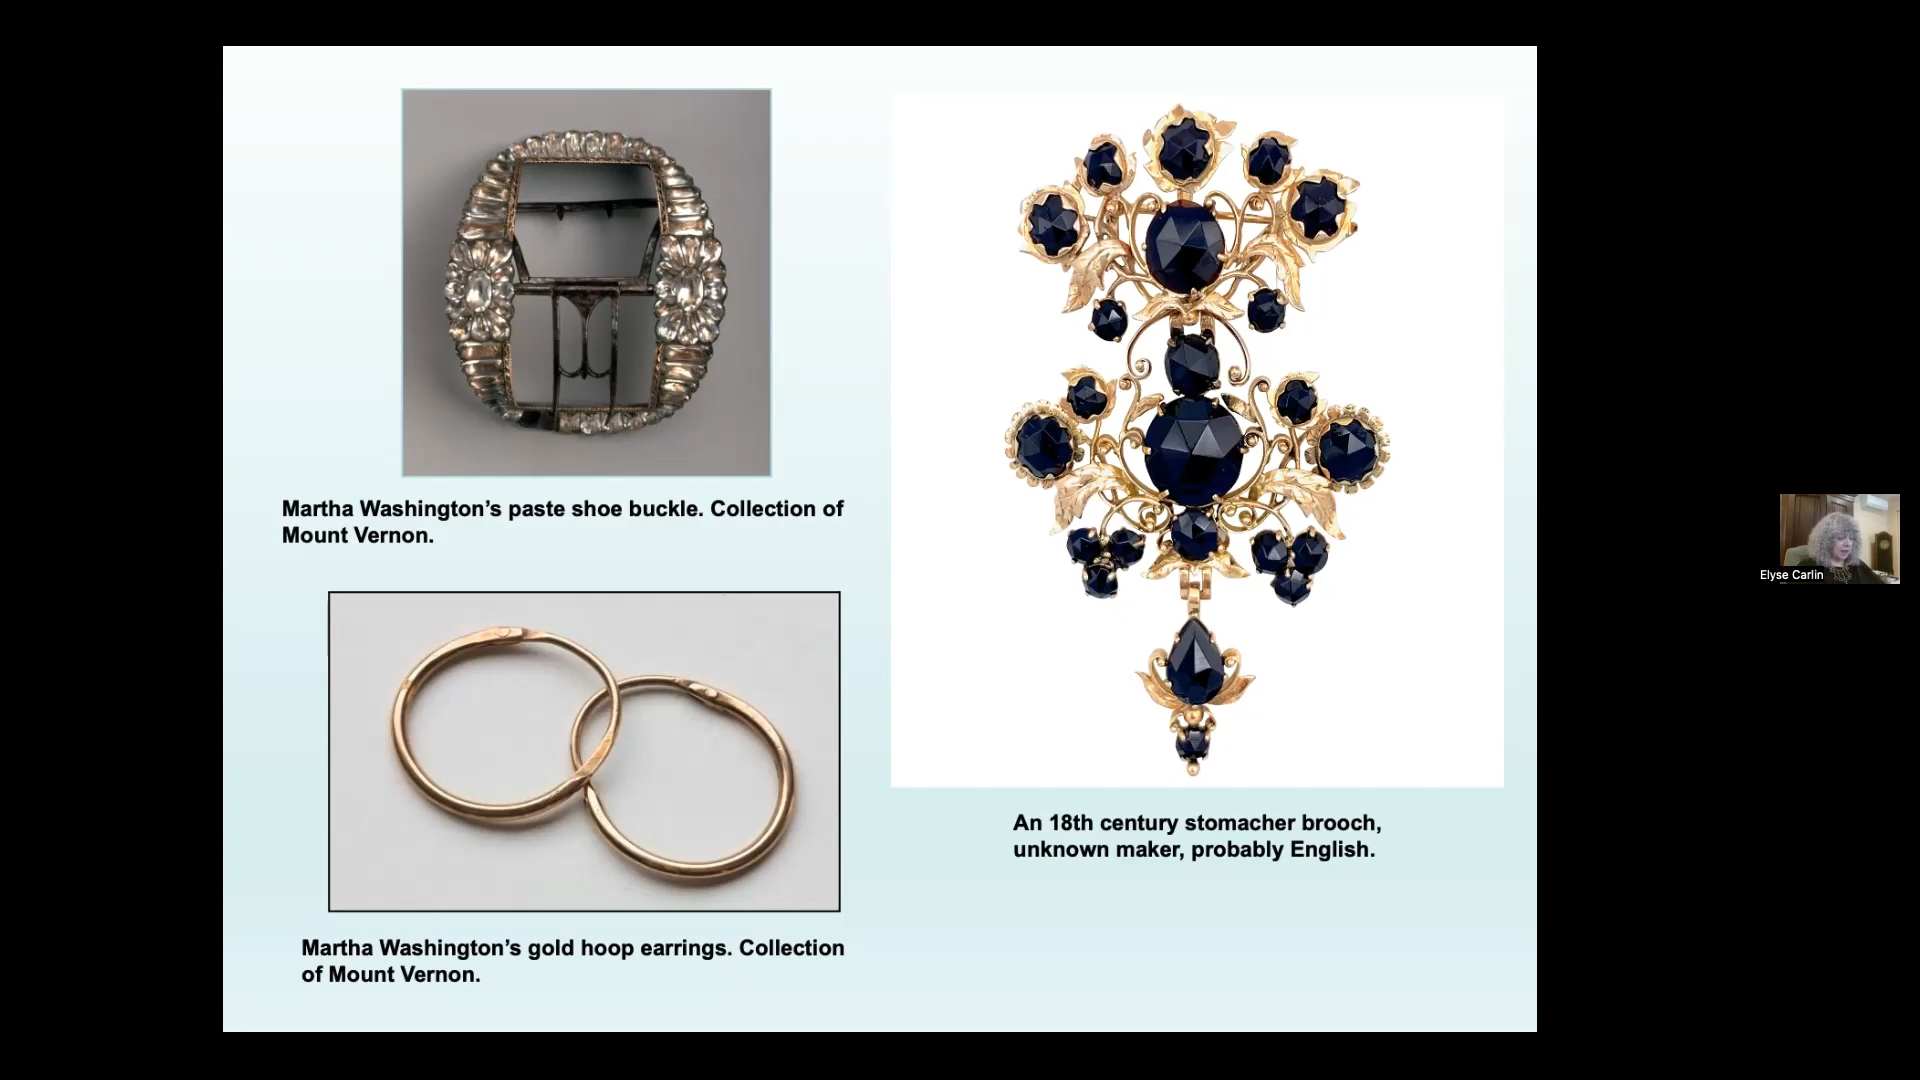 Martha Washington’s paste shoe buckle. Collection of
Mount Vernon.
Martha Washington’s gold hoop earrings. Collection
of Mount Vernon.
An 18th century stomacher brooch,
unknown maker, probably English.
Elyse Carlin